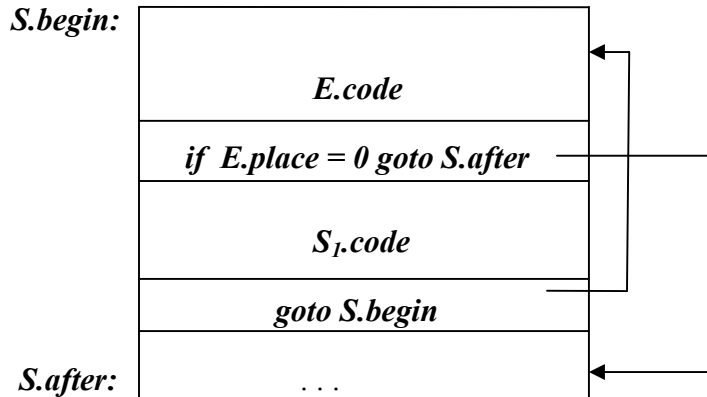 S.begin:
E.code
if E.place = 0 goto S.after
S₁.code
goto S.begin
S.after: . . .